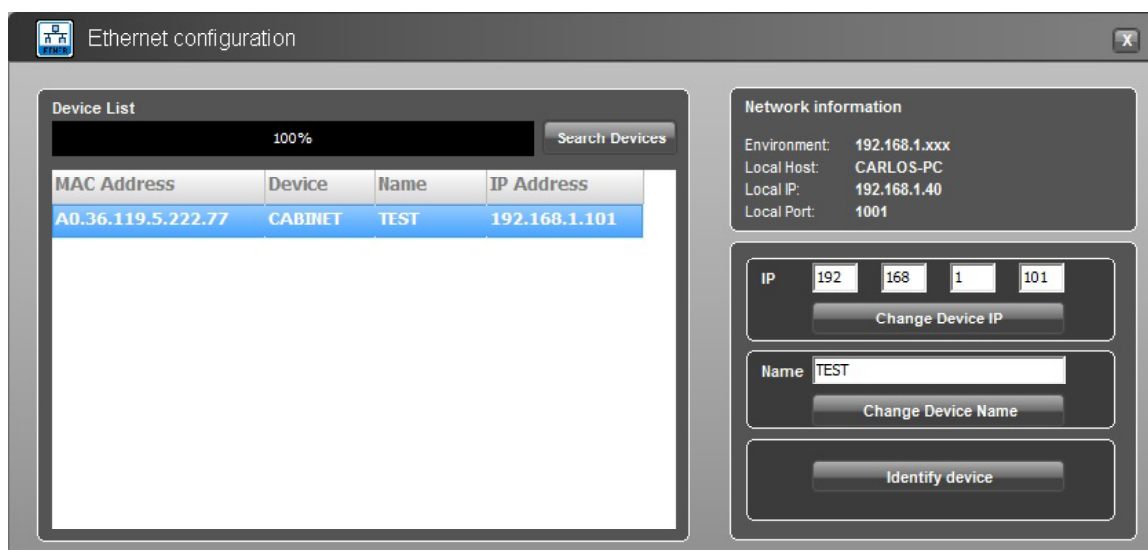 ETHER
Ethernet configuration
X
Device List
100%
Search Devices
MAC Address Device Name IP Address
A0.36.119.5.222.77 CABINET TEST 192.168.1.101
Network information
Environment: 192.168.1.xxx
Local Host: CARLOS-PC
Local IP: 192.168.1.40
Local Port: 1001
IP 192 168 1 101
Change Device IP
Name TEST
Change Device Name
Identify device